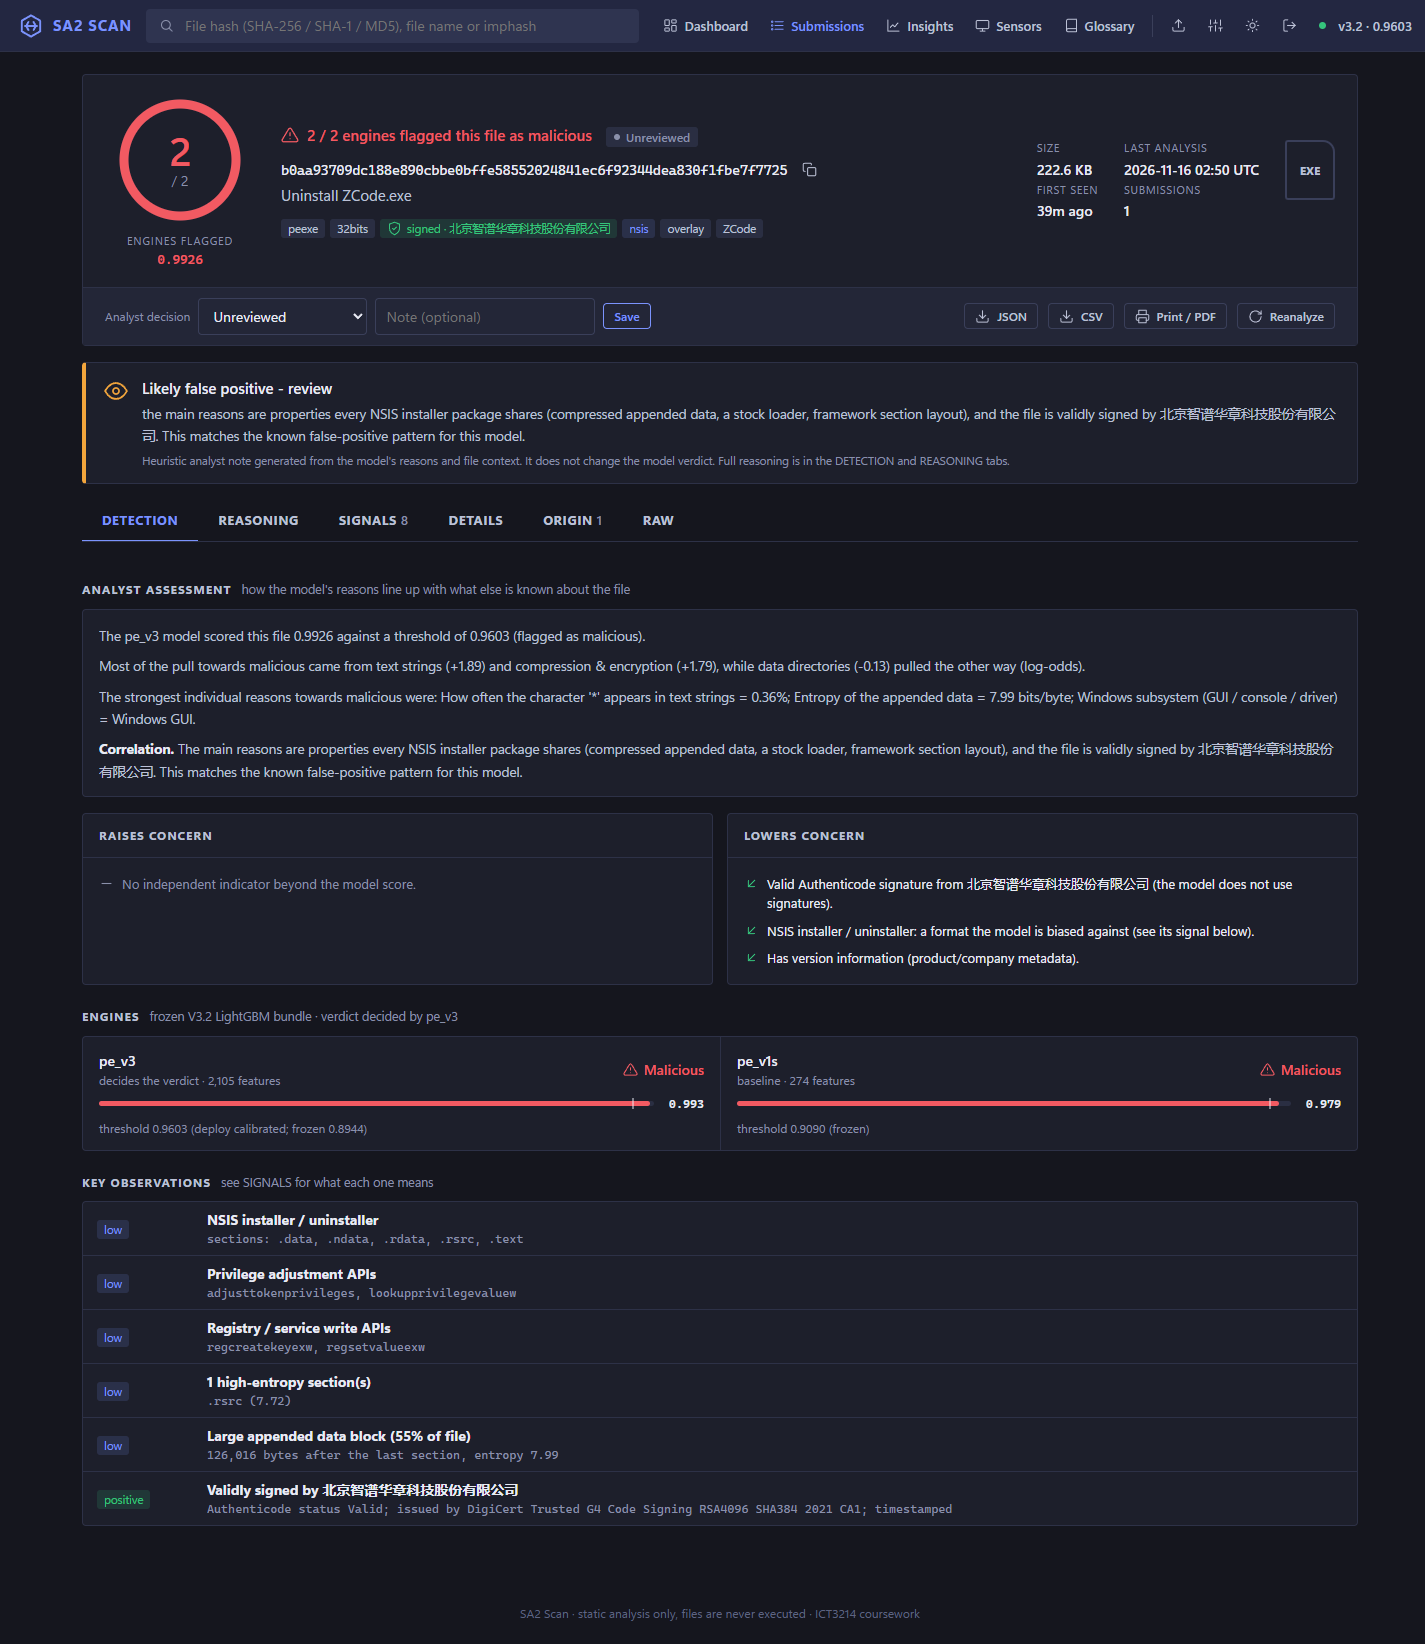 SA2 SCAN
File hash (SHA-256 / SHA-1 / MD5), file name or imphash
Dashboard
Submissions
Insights
Sensors
Glossary
v3.2 · 0.9603
2
/ 2
ENGINES FLAGGED
0.9926
2 / 2 engines flagged this file as malicious
Unreviewed
b0aa93709dc188e890cbbe0bffe58552024841ec6f92344dea830f1fbe7f7725
Uninstall ZCode.exe
peexe
32bits
signed · 北京智谱华章科技股份有限公司
nsis
overlay
ZCode
SIZE
222.6 KB
FIRST SEEN
39m ago
LAST ANALYSIS
2026-11-16 02:50 UTC
SUBMISSIONS
1
EXE
Analyst decision
Unreviewed
Note (optional)
Save
JSON
CSV
Print / PDF
Reanalyze
Likely false positive - review
the main reasons are properties every NSIS installer package shares (compressed appended data, a stock loader, framework section layout), and the file is validly signed by 北京智谱华章科技股份有限公
司. This matches the known false-positive pattern for this model.
Heuristic analyst note generated from the model's reasons and file context. It does not change the model verdict. Full reasoning is in the DETECTION and REASONING tabs.
DETECTION
REASONING
SIGNALS 8
DETAILS
ORIGIN 1
RAW
ANALYST ASSESSMENT how the model's reasons line up with what else is known about the file
The pe_v3 model scored this file 0.9926 against a threshold of 0.9603 (flagged as malicious).
Most of the pull towards malicious came from text strings (+1.89) and compression & encryption (+1.79), while data directories (-0.13) pulled the other way (log-odds).
The strongest individual reasons towards malicious were: How often the character '*' appears in text strings = 0.36%; Entropy of the appended data = 7.99 bits/byte; Windows subsystem (GUI / console / driver)
= Windows GUI.
Correlation. The main reasons are properties every NSIS installer package shares (compressed appended data, a stock loader, framework section layout), and the file is validly signed by 北京智谱华章科技股份
有限公司. This matches the known false-positive pattern for this model.
RAISES CONCERN
— No independent indicator beyond the model score.
LOWERS CONCERN
Valid Authenticode signature from 北京智谱华章科技股份有限公司 (the model does not use
signatures).
NSIS installer / uninstaller: a format the model is biased against (see its signal below).
Has version information (product/company metadata).
ENGINES frozen V3.2 LightGBM bundle · verdict decided by pe_v3
pe_v3
decides the verdict · 2,105 features
Malicious
0.993
threshold 0.9603 (deploy calibrated; frozen 0.8944)
pe_v1s
baseline · 274 features
Malicious
0.979
threshold 0.9090 (frozen)
KEY OBSERVATIONS see SIGNALS for what each one means
low
NSIS installer / uninstaller
sections: .data, .ndata, .rdata, .rsrc, .text
low
Privilege adjustment APIs
adjusttokenprivileges, lookupprivilegevaluew
low
Registry / service write APIs
regcreatekeyexw, regsetvalueexw
low
1 high-entropy section(s)
.rsrc (7.72)
low
Large appended data block (55% of file)
126,016 bytes after the last section, entropy 7.99
positive
Validly signed by 北京智谱华章科技股份有限公司
Authenticode status Valid; issued by DigiCert Trusted G4 Code Signing RSA4096 SHA384 2021 CA1; timestamped
SA2 Scan · static analysis only, files are never executed · ICT3214 coursework